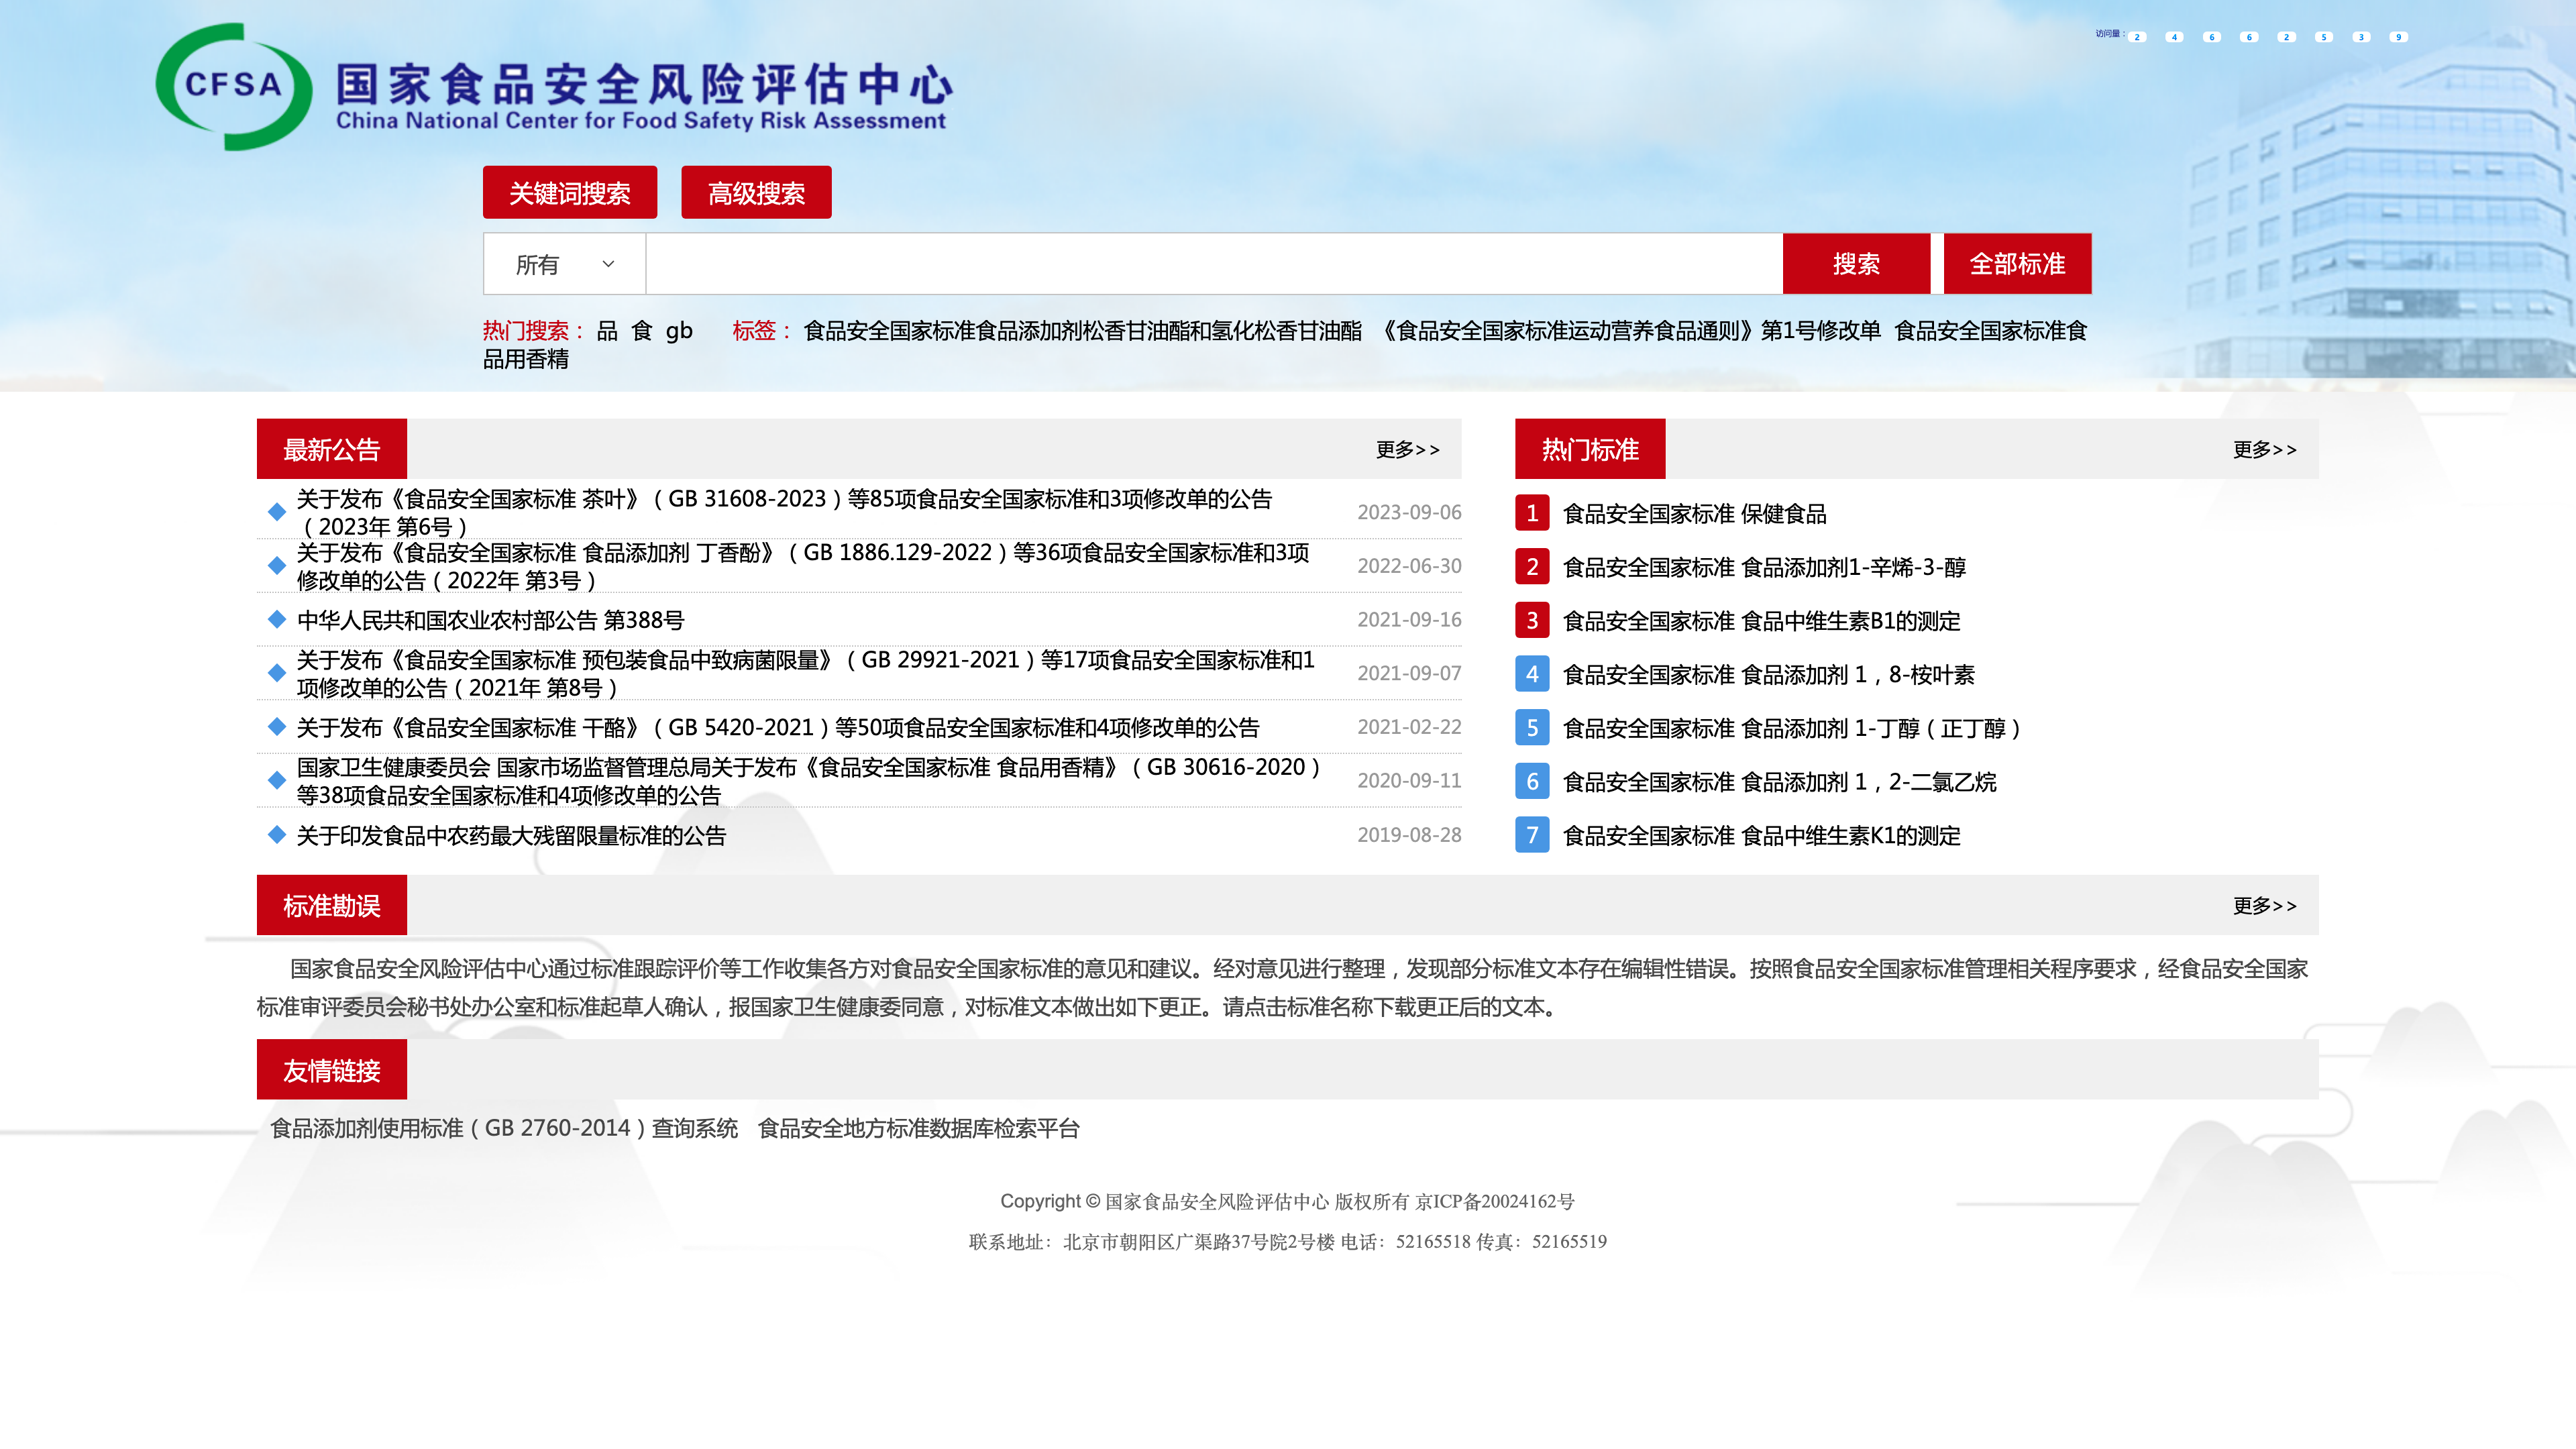 访问量： 2 4 6 6 2 5 3 9
CFSA
国家食品安全风险评估中心
China National Center for Food Safety Risk Assessment
关键词搜索 高级搜索
所有 搜索 全部标准
热门搜索： 品 食 gb 标签： 食品安全国家标准食品添加剂松香甘油酯和氢化松香甘油酯 《食品安全国家标准运动营养食品通则》第1号修改单 食品安全国家标准食
品用香精
最新公告 更多>>
关于发布《食品安全国家标准 茶叶》（GB 31608-2023）等85项食品安全国家标准和3项修改单的公告
（2023年 第6号） 2023-09-06
关于发布《食品安全国家标准 食品添加剂 丁香酚》（GB 1886.129-2022）等36项食品安全国家标准和3项
修改单的公告（2022年 第3号） 2022-06-30
中华人民共和国农业农村部公告 第388号 2021-09-16
关于发布《食品安全国家标准 预包装食品中致病菌限量》（GB 29921-2021）等17项食品安全国家标准和1
项修改单的公告（2021年 第8号） 2021-09-07
关于发布《食品安全国家标准 干酪》（GB 5420-2021）等50项食品安全国家标准和4项修改单的公告 2021-02-22
国家卫生健康委员会 国家市场监督管理总局关于发布《食品安全国家标准 食品用香精》（GB 30616-2020）
等38项食品安全国家标准和4项修改单的公告 2020-09-11
关于印发食品中农药最大残留限量标准的公告 2019-08-28
热门标准 更多>>
1 食品安全国家标准 保健食品
2 食品安全国家标准 食品添加剂1-辛烯-3-醇
3 食品安全国家标准 食品中维生素B1的测定
4 食品安全国家标准 食品添加剂 1，8-桉叶素
5 食品安全国家标准 食品添加剂 1-丁醇（正丁醇）
6 食品安全国家标准 食品添加剂 1，2-二氯乙烷
7 食品安全国家标准 食品中维生素K1的测定
标准勘误 更多>>
国家食品安全风险评估中心通过标准跟踪评价等工作收集各方对食品安全国家标准的意见和建议。经对意见进行整理，发现部分标准文本存在编辑性错误。按照食品安全国家标准管理相关程序要求，经食品安全国家
标准审评委员会秘书处办公室和标准起草人确认，报国家卫生健康委同意，对标准文本做出如下更正。请点击标准名称下载更正后的文本。
友情链接
食品添加剂使用标准（GB 2760-2014）查询系统 食品安全地方标准数据库检索平台
Copyright © 国家食品安全风险评估中心 版权所有 京ICP备20024162号
联系地址：北京市朝阳区广渠路37号院2号楼 电话：52165518 传真：52165519